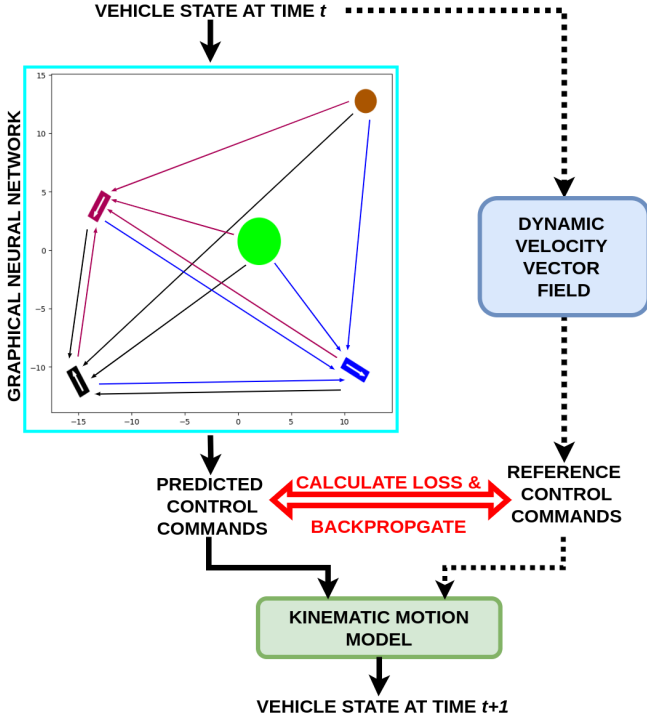 VEHICLE STATE AT TIME t
GRAPHICAL NEURAL NETWORK
15
10
5
0
−5
−10
−15
−10
−5
0
5
10
DYNAMIC
VELOCITY
VECTOR
FIELD
PREDICTED
CONTROL
COMMANDS
CALCULATE LOSS &
BACKPROPGATE
REFERENCE
CONTROL
COMMANDS
KINEMATIC MOTION
MODEL
VEHICLE STATE AT TIME t+1